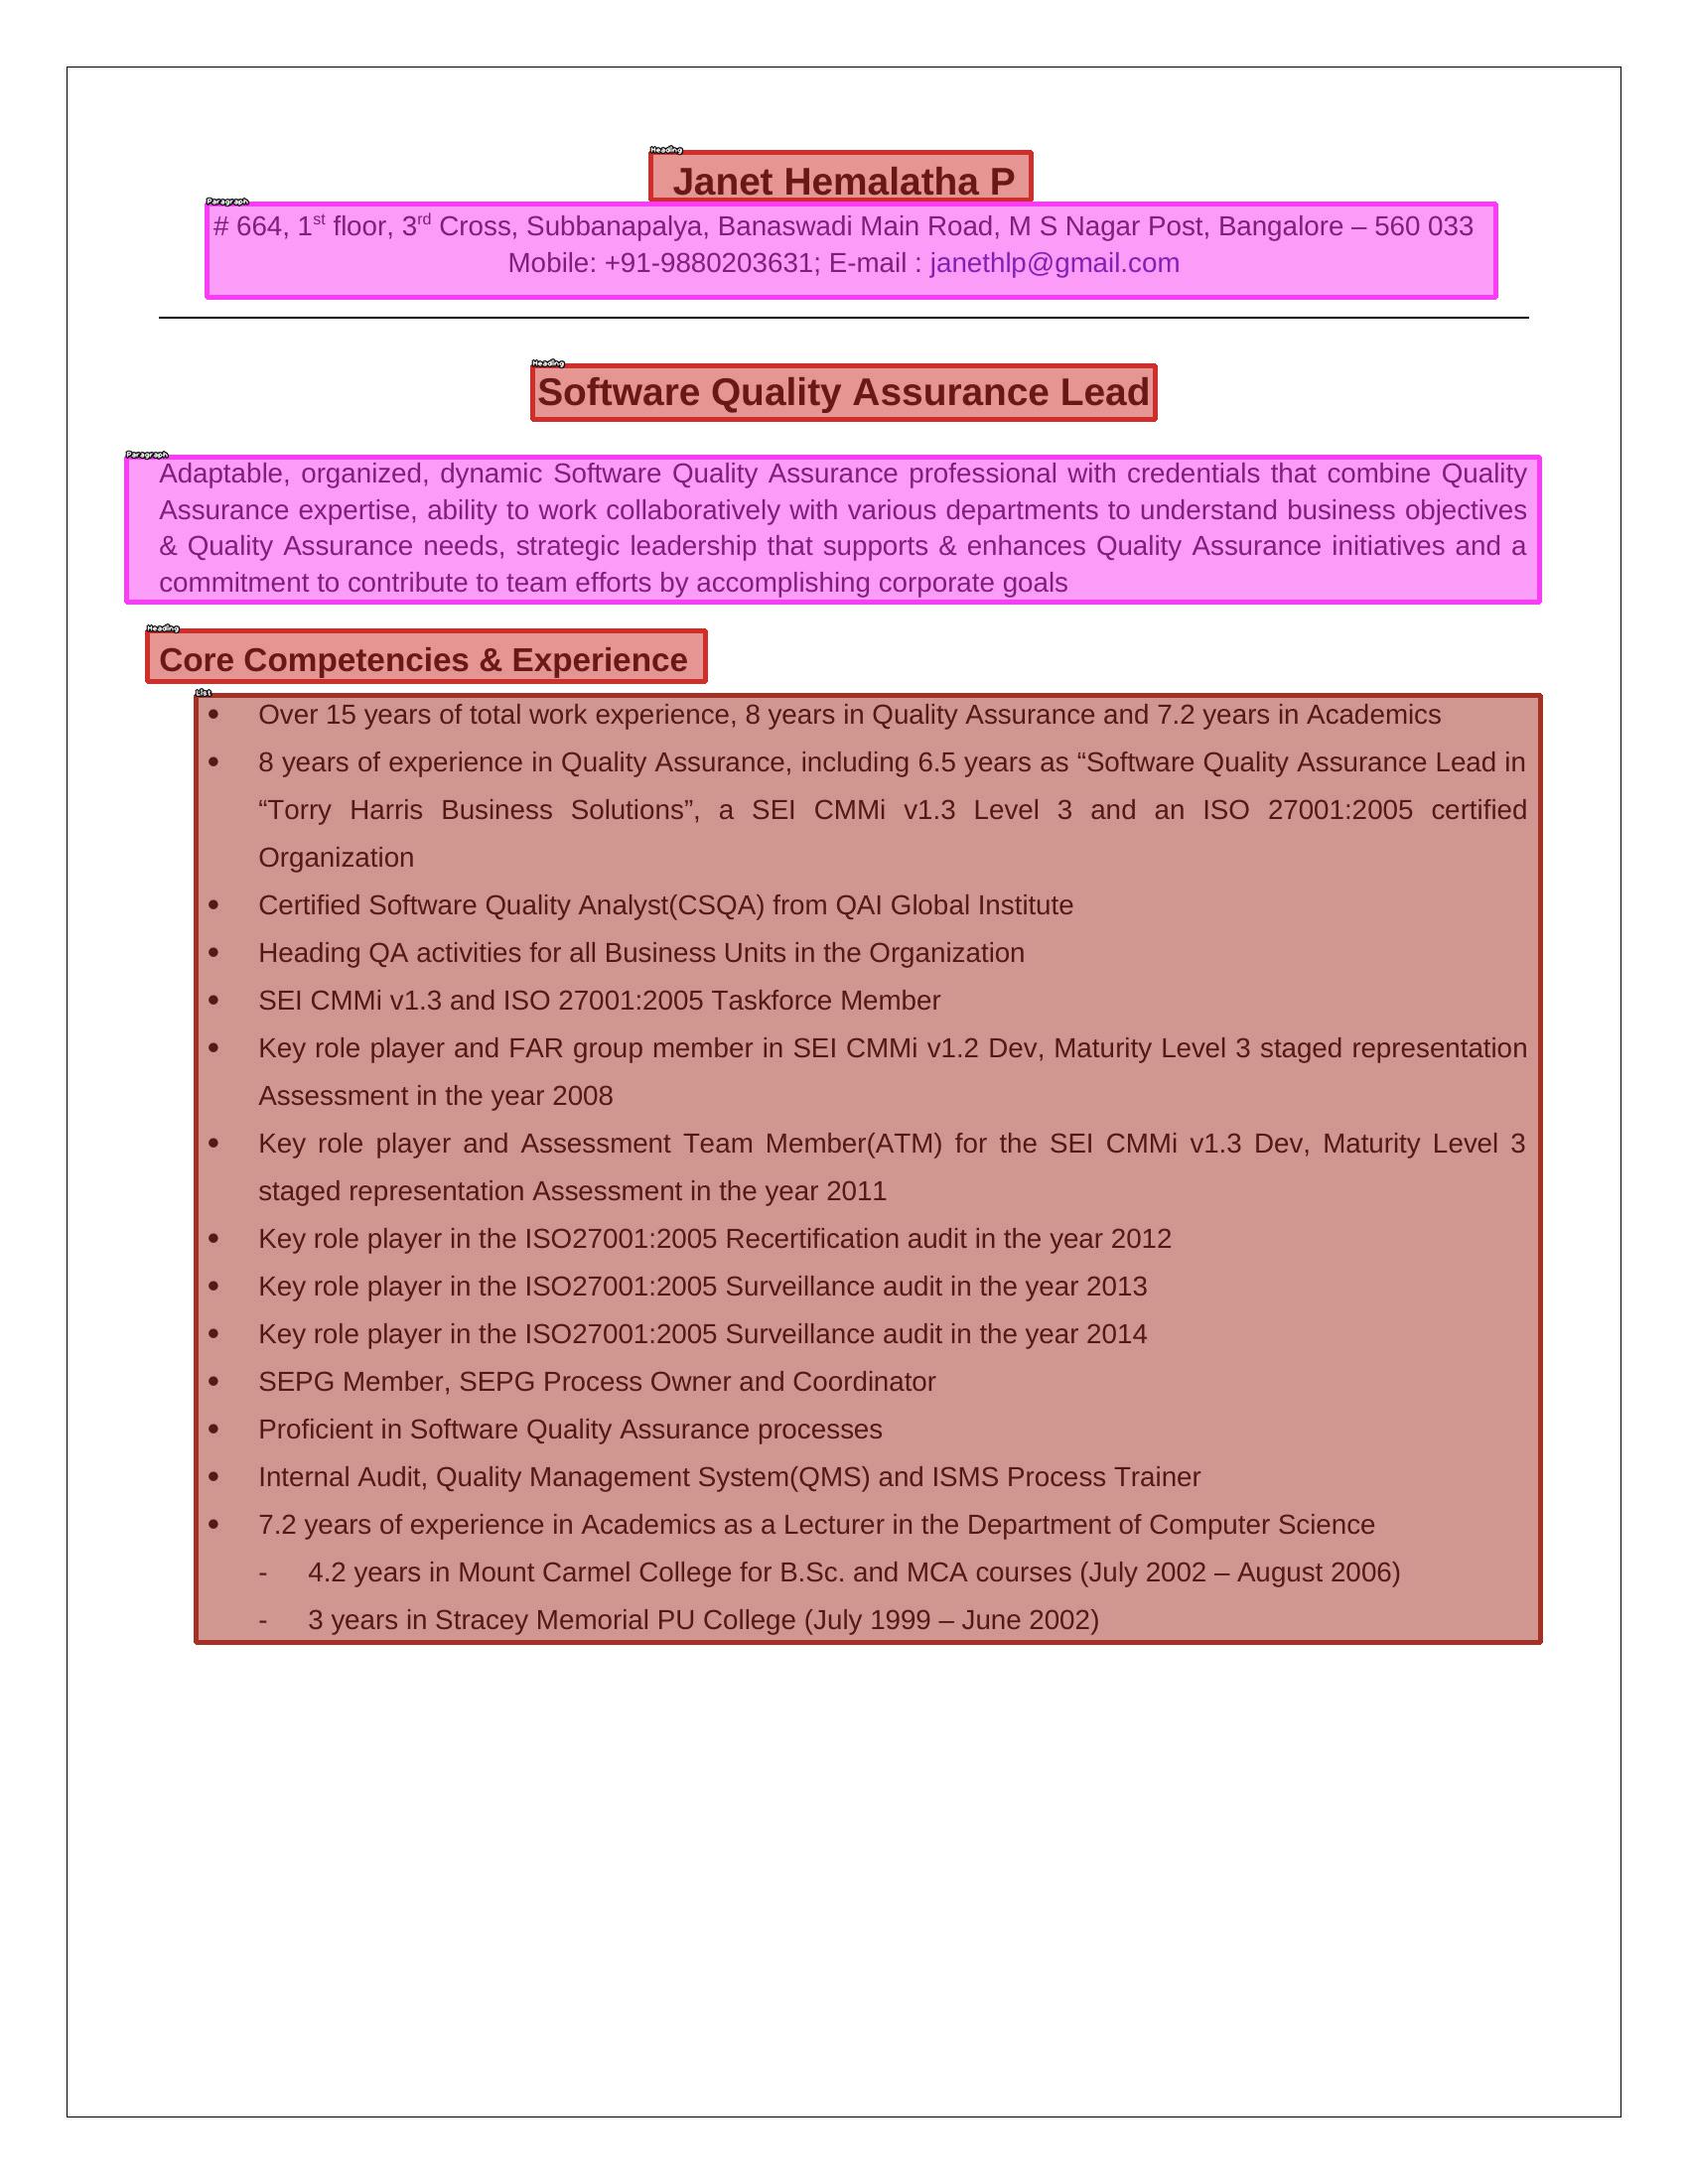 Heading
Janet Hemalatha P
Paragraph
# 664, 1st floor, 3rd Cross, Subbanapalya, Banaswadi Main Road, M S Nagar Post, Bangalore – 560 033
Mobile: +91-9880203631; E-mail : janethlp@gmail.com
Heading
Software Quality Assurance Lead
Paragraph
Adaptable, organized, dynamic Software Quality Assurance professional with credentials that combine Quality
Assurance expertise, ability to work collaboratively with various departments to understand business objectives
& Quality Assurance needs, strategic leadership that supports & enhances Quality Assurance initiatives and a
commitment to contribute to team efforts by accomplishing corporate goals
Heading
Core Competencies & Experience
List
• Over 15 years of total work experience, 8 years in Quality Assurance and 7.2 years in Academics
• 8 years of experience in Quality Assurance, including 6.5 years as “Software Quality Assurance Lead in
“Torry Harris Business Solutions”, a SEI CMMi v1.3 Level 3 and an ISO 27001:2005 certified
Organization
• Certified Software Quality Analyst(CSQA) from QAI Global Institute
• Heading QA activities for all Business Units in the Organization
• SEI CMMi v1.3 and ISO 27001:2005 Taskforce Member
• Key role player and FAR group member in SEI CMMi v1.2 Dev, Maturity Level 3 staged representation
Assessment in the year 2008
• Key role player and Assessment Team Member(ATM) for the SEI CMMi v1.3 Dev, Maturity Level 3
staged representation Assessment in the year 2011
• Key role player in the ISO27001:2005 Recertification audit in the year 2012
• Key role player in the ISO27001:2005 Surveillance audit in the year 2013
• Key role player in the ISO27001:2005 Surveillance audit in the year 2014
• SEPG Member, SEPG Process Owner and Coordinator
• Proficient in Software Quality Assurance processes
• Internal Audit, Quality Management System(QMS) and ISMS Process Trainer
• 7.2 years of experience in Academics as a Lecturer in the Department of Computer Science
- 4.2 years in Mount Carmel College for B.Sc. and MCA courses (July 2002 – August 2006)
- 3 years in Stracey Memorial PU College (July 1999 – June 2002)